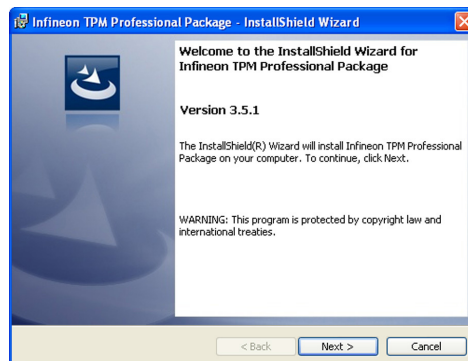 Infineon TPM Professional Package - InstallShield Wizard
Welcome to the InstallShield Wizard for
Infineon TPM Professional Package
Version 3.5.1
The InstallShield(R) Wizard will install Infineon TPM Professional
Package on your computer. To continue, click Next.
WARNING: This program is protected by copyright law and
international treaties.
< Back
Next >
Cancel